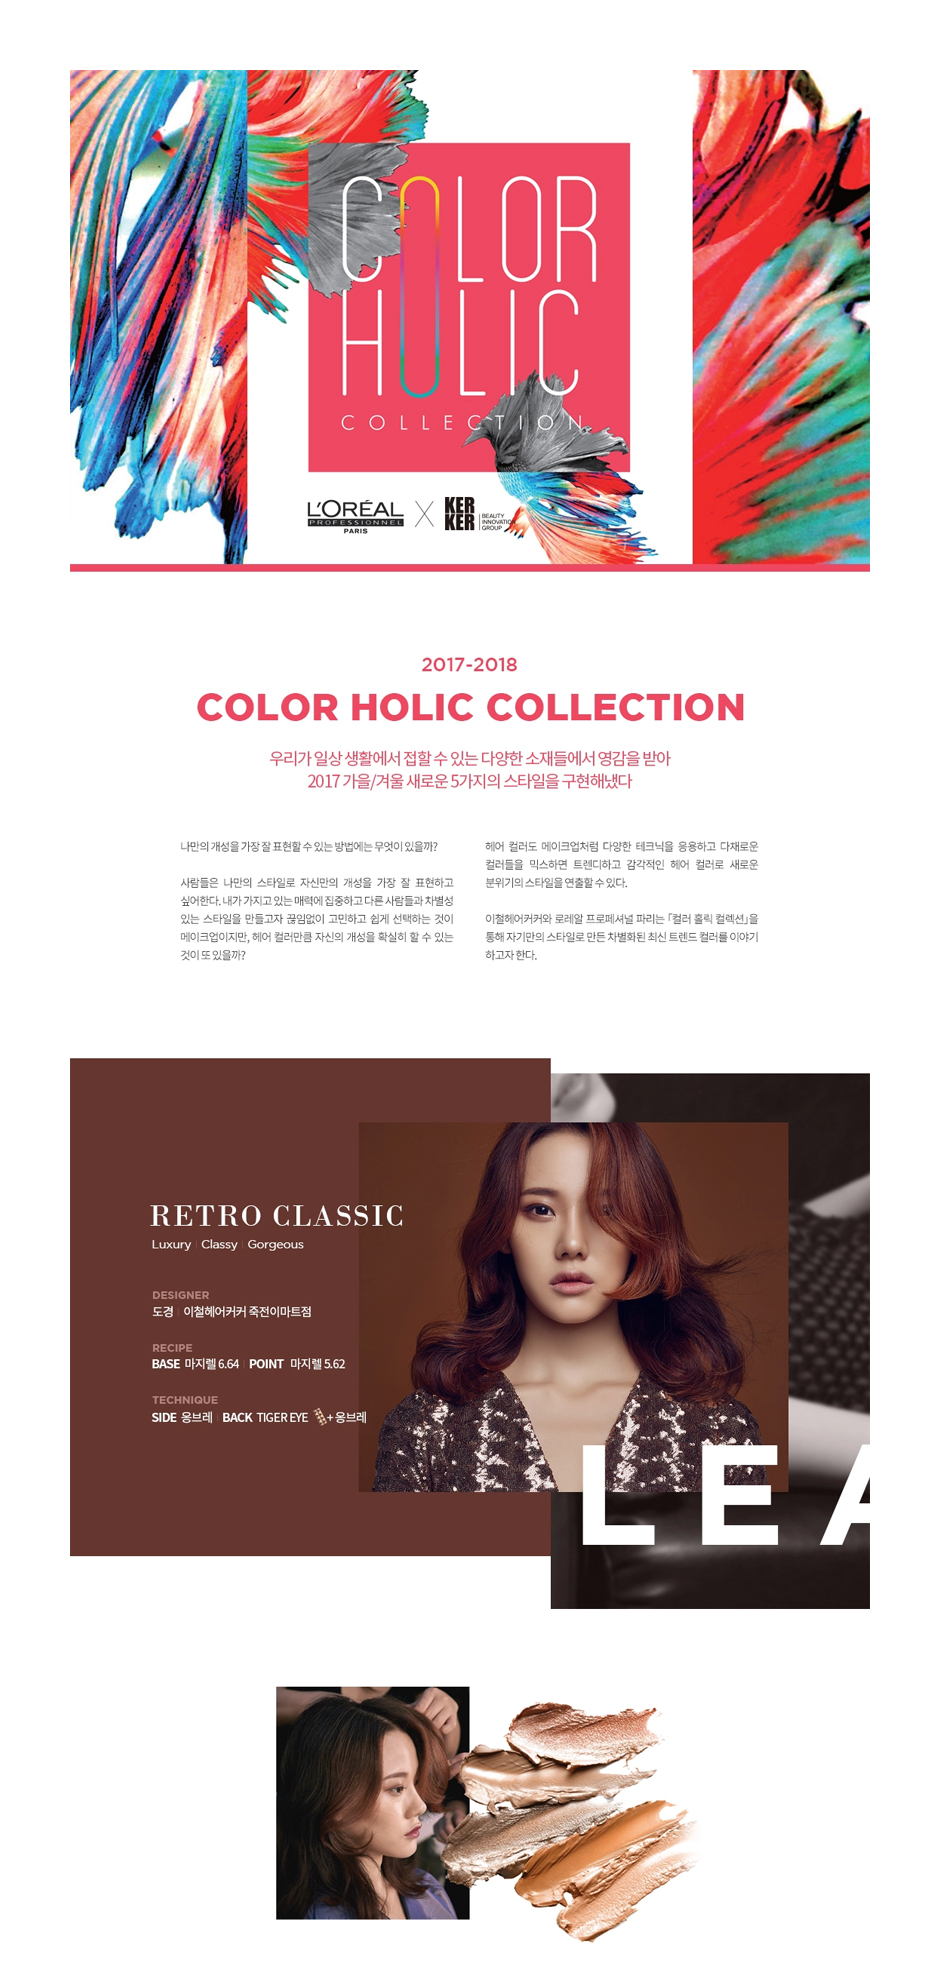 COLOR
HOLIC
COLLECTION
L'ORÉAL
PROFESSIONNEL
PARIS
KER
KER
BEAUTY
INNOVATION
GROUP
2017-2018
COLOR HOLIC COLLECTION
우리가 일상 생활에서 접할 수 있는 다양한 소재들에서 영감을 받아
2017 가을/겨울 새로운 5가지의 스타일을 구현해냈다
나만의 개성을 가장 잘 표현할 수 있는 방법에는 무엇이 있을까?
사람들은 나만의 스타일로 자신만의 개성을 가장 잘 표현하고
싶어한다. 내가 가지고 있는 매력에 집중하고 다른 사람들과 차별성
있는 스타일을 만들고자 끊임없이 고민하고 쉽게 선택하는 것이
메이크업이지만, 헤어 컬러만큼 자신의 개성을 확실히 할 수 있는
것이 또 있을까?
헤어 컬러도 메이크업처럼 다양한 테크닉을 응용하고 다채로운
컬러들을 믹스하면 트렌디하고 감각적인 헤어 컬러로 새로운
분위기의 스타일을 연출할 수 있다.
이철헤어커커와 로레알 프로페셔널 파리는 「컬러 홀릭 컬렉션」을
통해 자기만의 스타일로 만든 차별화된 최신 트렌드 컬러를 이야기
하고자 한다.
RETRO CLASSIC
Luxury | Classy | Gorgeous
DESIGNER
도경 | 이철헤어커커 죽전이마트점
RECIPE
BASE 마지렐 6.64 | POINT 마지렐 5.62
TECHNIQUE
SIDE 옹브레 | BACK TIGER EYE + 옹브레
LEA